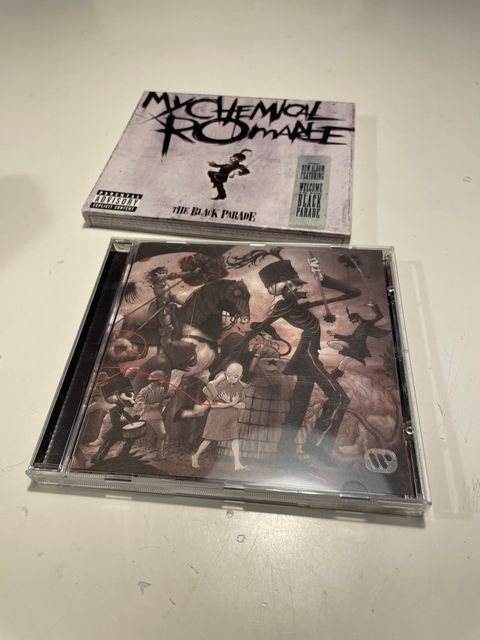 MY CHEMICAL
ROMANCE
NEW ALBUM
FEATURING
WELCOME
TO THE
BLACK
PARADE
PARENTAL
ADVISORY
EXPLICIT CONTENT
THE BLACK PARADE